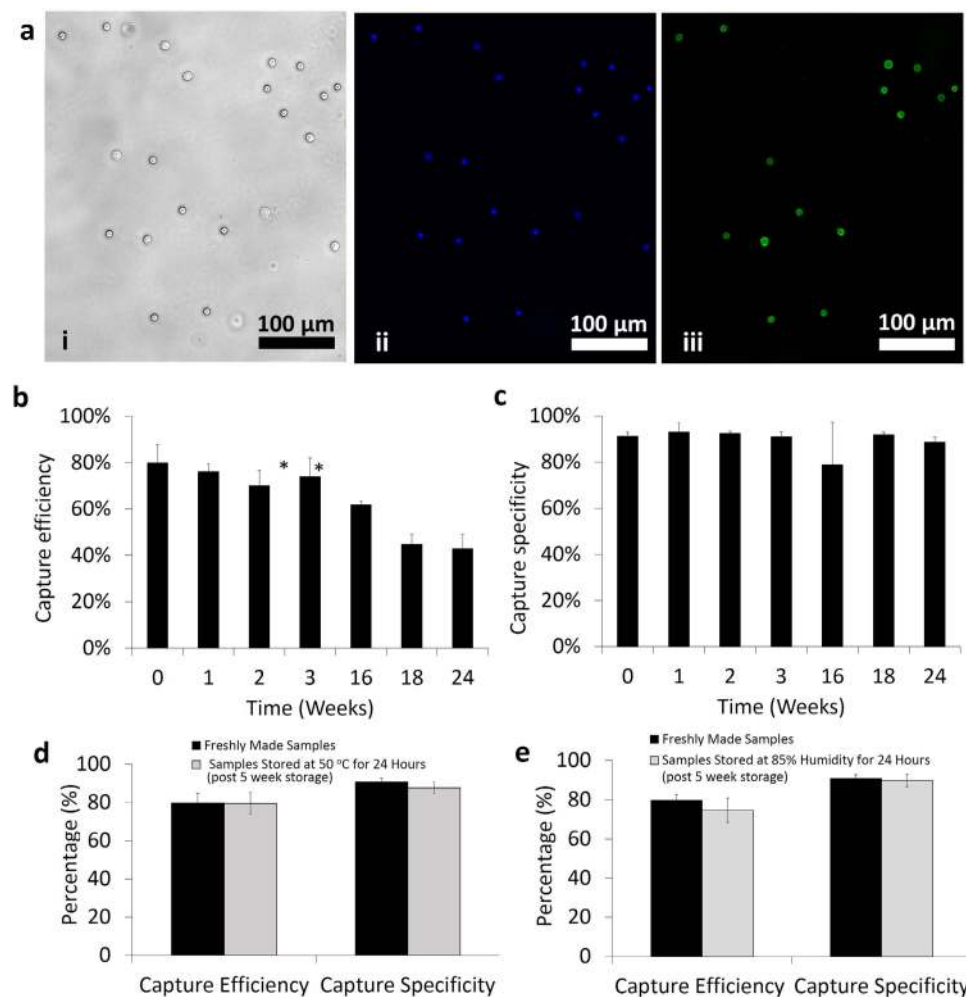 a
i
100 µm
ii
100 µm
iii
100 µm
b
Capture efficiency
100%
80%
60%
40%
20%
0%
* *
0 1 2 3 16 18 24
Time (Weeks)
c
Capture specificity
100%
80%
60%
40%
20%
0%
0 1 2 3 16 18 24
Time (Weeks)
d
Freshly Made Samples
Samples Stored at 50 °C for 24 Hours
(post 5 week storage)
Percentage (%)
100
80
60
40
20
0
Capture Efficiency Capture Specificity
e
Freshly Made Samples
Samples Stored at 85% Humidity for 24 Hours
(post 5 week storage)
Percentage (%)
100
80
60
40
20
0
Capture Efficiency Capture Specificity